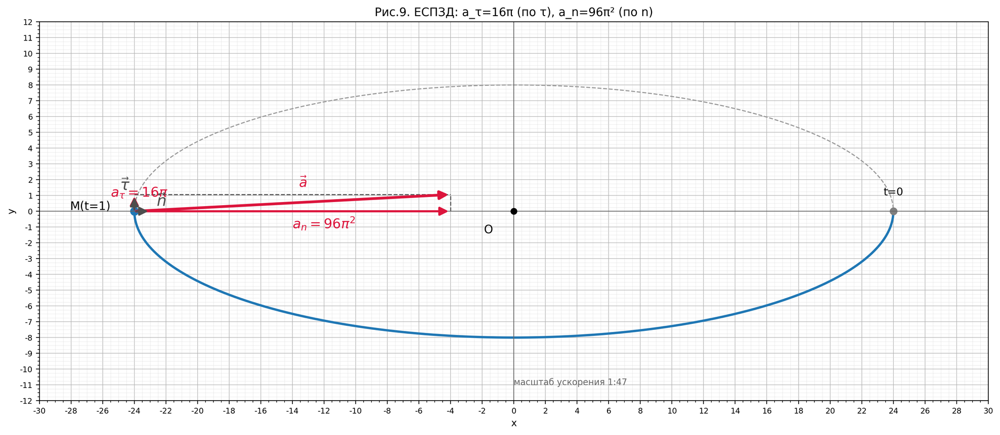 Рис.9. ЕСПЗД: a_τ=16π (по τ), a_n=96π² (по n)
12
11
10
9
8
7
6
5
4
3
2
1
0
-1
-2
-3
-4
-5
-6
-7
-8
-9
-10
-11
-12
y
τ⃗
a_τ = 16π
n⃗
M(t=1)
a⃗
a_n = 96π²
O
t=0
масштаб ускорения 1:47
-30 -28 -26 -24 -22 -20 -18 -16 -14 -12 -10 -8 -6 -4 -2 0 2 4 6 8 10 12 14 16 18 20 22 24 26 28 30
x